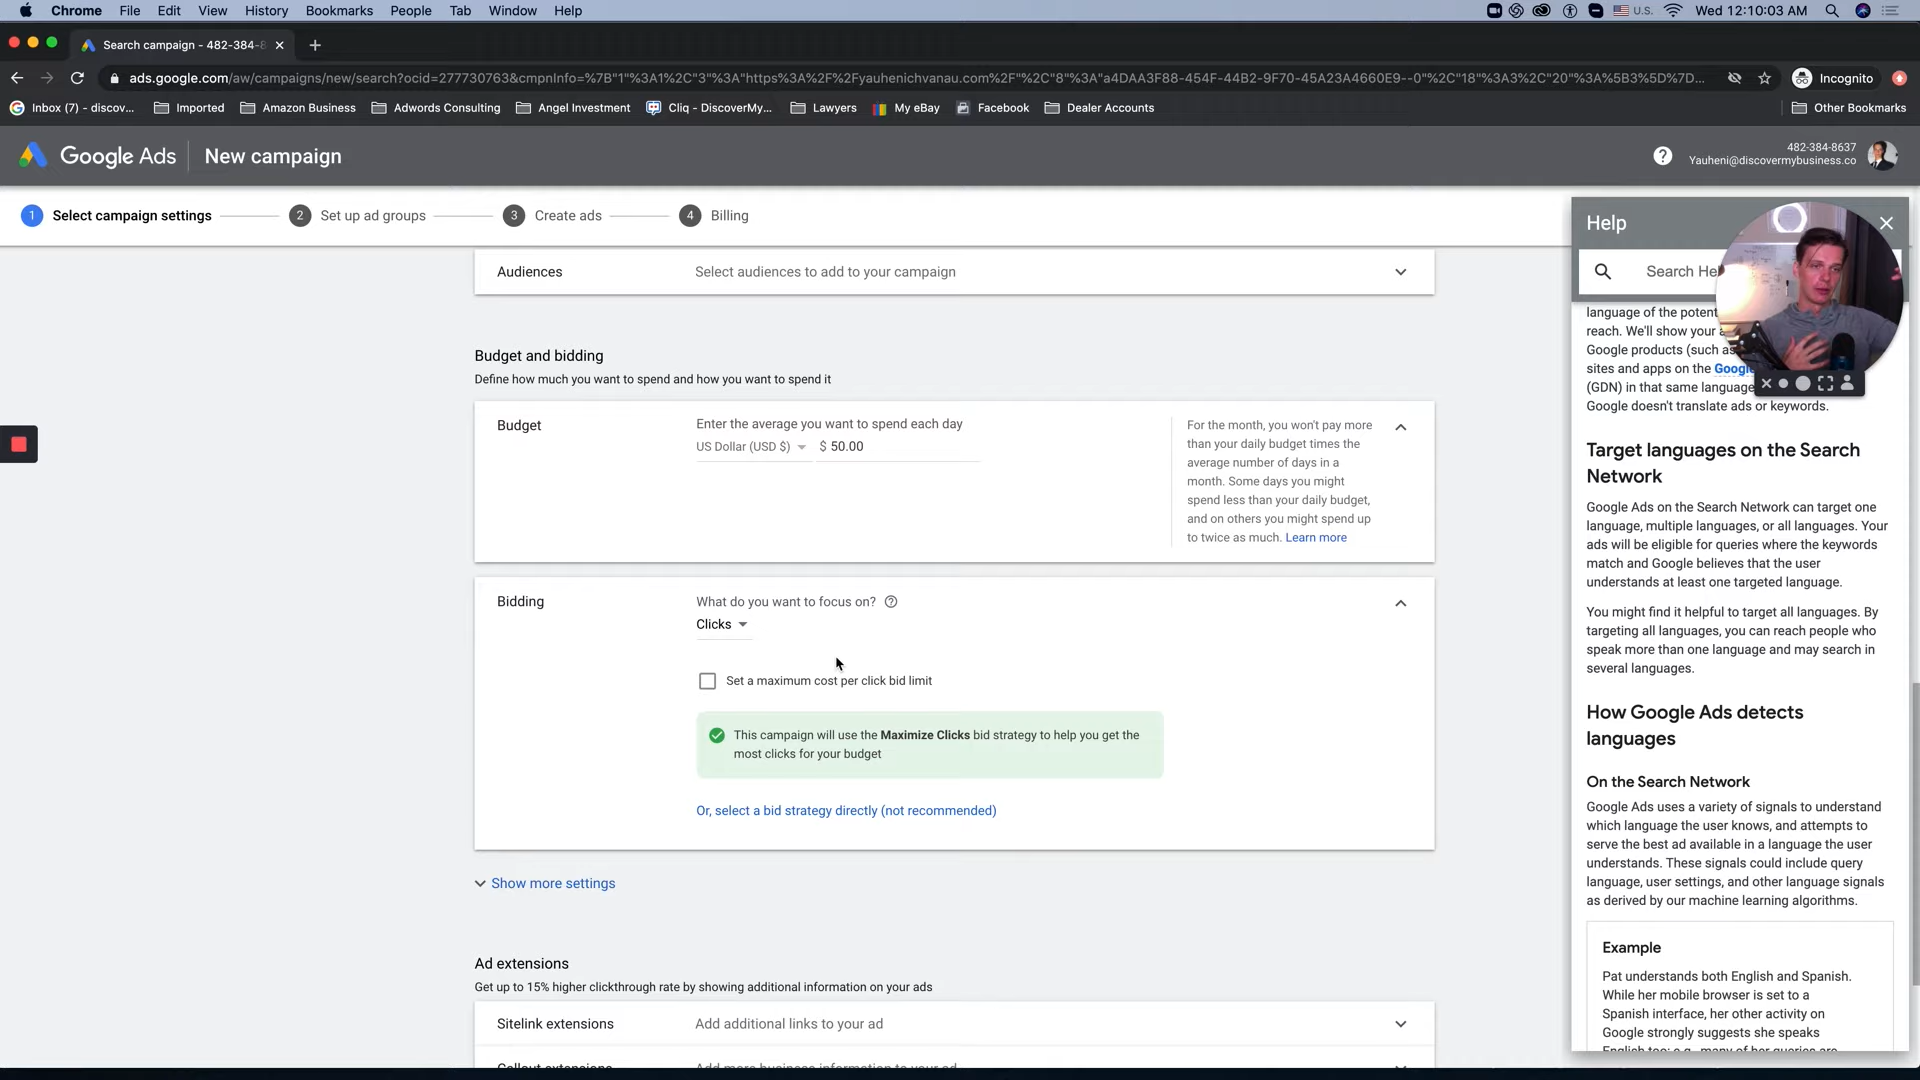 Chrome File Edit View History Bookmarks People Tab Window Help U.S. Wed 12:10:03 AM
Search campaign - 482-384-8
ads.google.com/aw/campaigns/new/search?ocid=277730763&cmpnInfo=%7B"1"%3A1%2C"3"%3A"https%3A%2F%2Fyauhenichvanau.com%2F"%2C"8"%3A"a4DAA3F88-454F-44B2-9F70-45A23A4660E9--0"%2C"18"%3A3%2C"20"%3A%5B3%5D%7D... Incognito
Inbox (7) - discov... Imported Amazon Business Adwords Consulting Angel Investment Cliq - DiscoverMy... Lawyers My eBay Facebook Dealer Accounts Other Bookmarks
Google Ads New campaign
482-384-8637
Yauheni@discovermybusiness.co
1 Select campaign settings 2 Set up ad groups 3 Create ads 4 Billing
Audiences Select audiences to add to your campaign
Budget and bidding
Define how much you want to spend and how you want to spend it
Budget Enter the average you want to spend each day
US Dollar (USD $) $ 50.00
For the month, you won't pay more
than your daily budget times the
average number of days in a
month. Some days you might
spend less than your daily budget,
and on others you might spend up
to twice as much. Learn more
Bidding What do you want to focus on?
Clicks
Set a maximum cost per click bid limit
This campaign will use the Maximize Clicks bid strategy to help you get the
most clicks for your budget
Or, select a bid strategy directly (not recommended)
Show more settings
Ad extensions
Get up to 15% higher clickthrough rate by showing additional information on your ads
Sitelink extensions Add additional links to your ad
Callout extensions Add more business information to your ad
Help
Search He
language of the potent
reach. We'll show your a
Google products (such as
sites and apps on the Google
(GDN) in that same language
Google doesn't translate ads or keywords.
Target languages on the Search
Network
Google Ads on the Search Network can target one
language, multiple languages, or all languages. Your
ads will be eligible for queries where the keywords
match and Google believes that the user
understands at least one targeted language.
You might find it helpful to target all languages. By
targeting all languages, you can reach people who
speak more than one language and may search in
several languages.
How Google Ads detects
languages
On the Search Network
Google Ads uses a variety of signals to understand
which language the user knows, and attempts to
serve the best ad available in a language the user
understands. These signals could include query
language, user settings, and other language signals
as derived by our machine learning algorithms.
Example
Pat understands both English and Spanish.
While her mobile browser is set to a
Spanish interface, her other activity on
Google strongly suggests she speaks
English too; e.g., many of her queries are